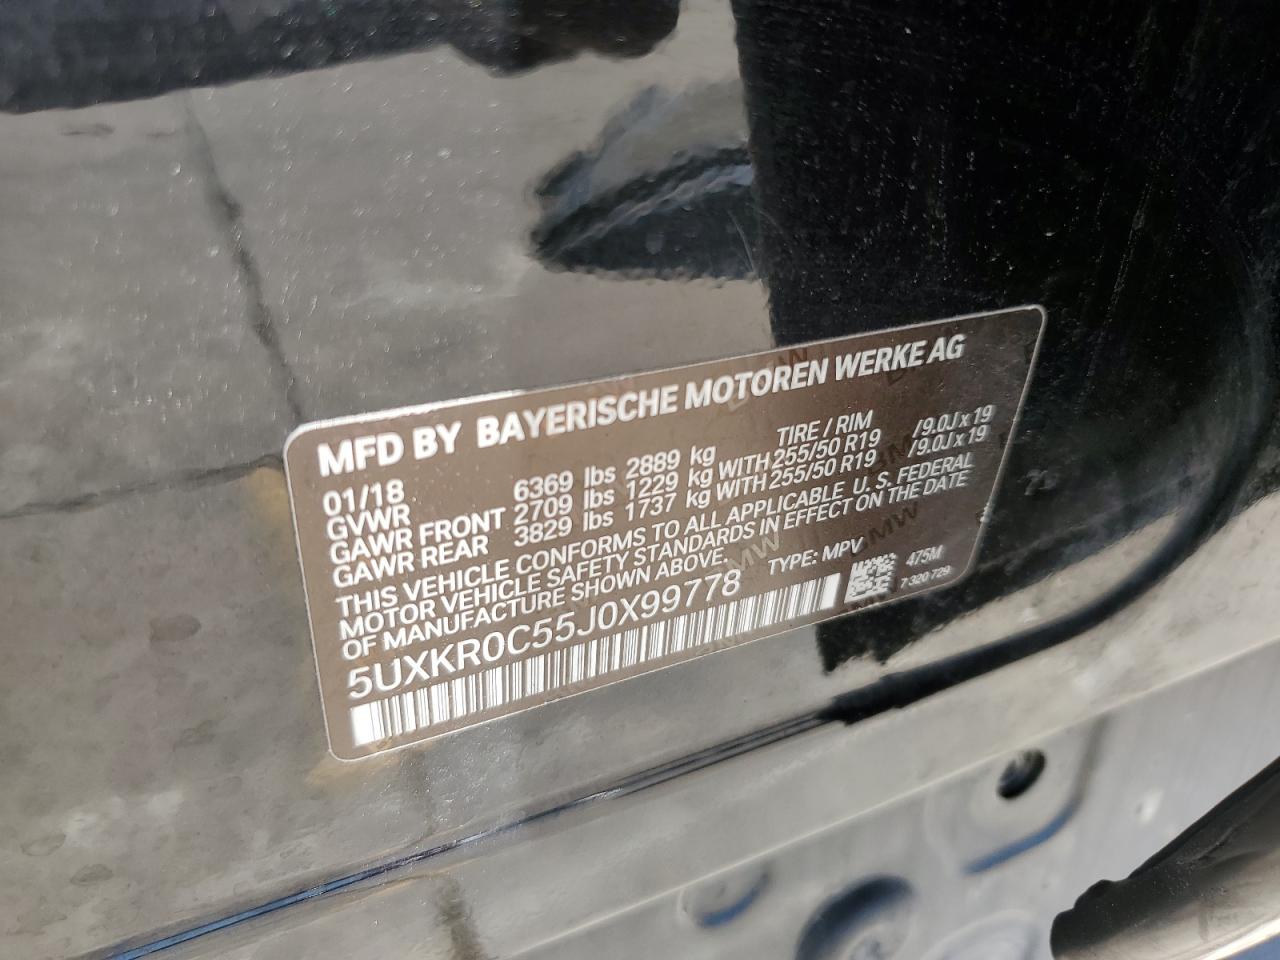 MFD BY BAYERISCHE MOTOREN WERKE AG
01/18 TIRE / RIM
GVWR 6369 lbs 2889 kg
GAWR FRONT 2709 lbs 1229 kg WITH 255/50 R19 /9.0J x 19
GAWR REAR 3829 lbs 1737 kg WITH 255/50 R19 /9.0J x 19
THIS VEHICLE CONFORMS TO ALL APPLICABLE U. S. FEDERAL
MOTOR VEHICLE SAFETY STANDARDS IN EFFECT ON THE DATE
OF MANUFACTURE SHOWN ABOVE.
TYPE: MPV 475M
5UXKR0C55J0X99778 7 320 729